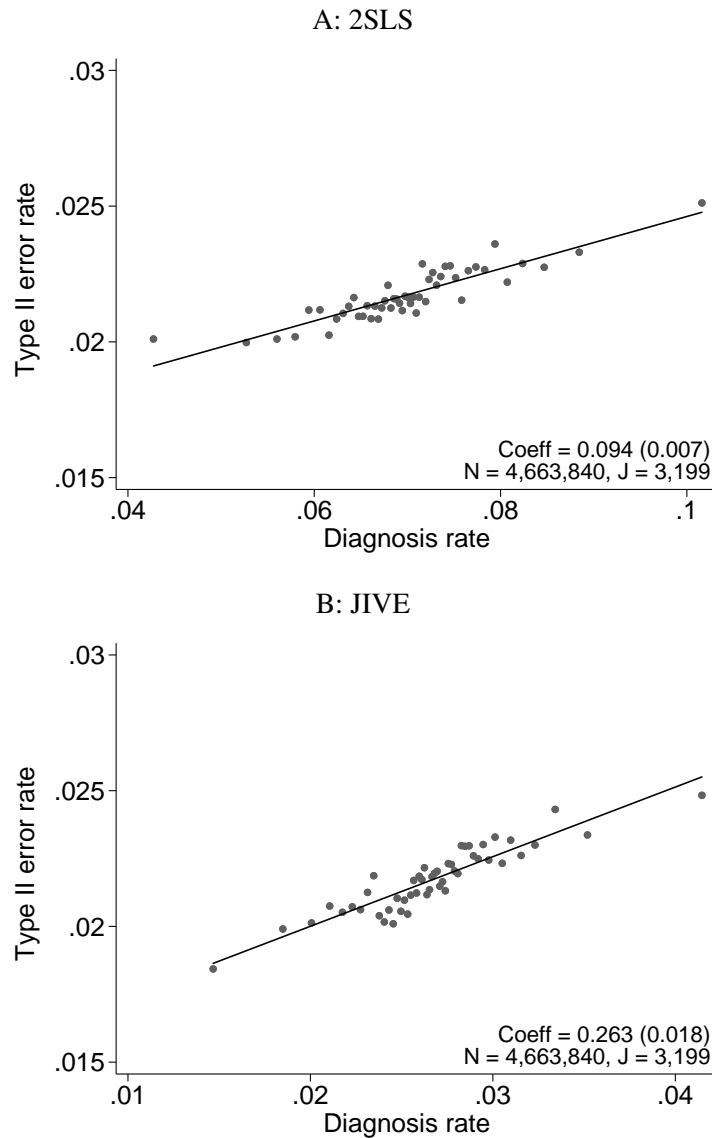 A: 2SLS
.03
.025
.02
.015
Type II error rate
Coeff = 0.094 (0.007)
N = 4,663,840, J = 3,199
.04 .06 .08 .1
Diagnosis rate
B: JIVE
.03
.025
.02
.015
Type II error rate
Coeff = 0.263 (0.018)
N = 4,663,840, J = 3,199
.01 .02 .03 .04
Diagnosis rate